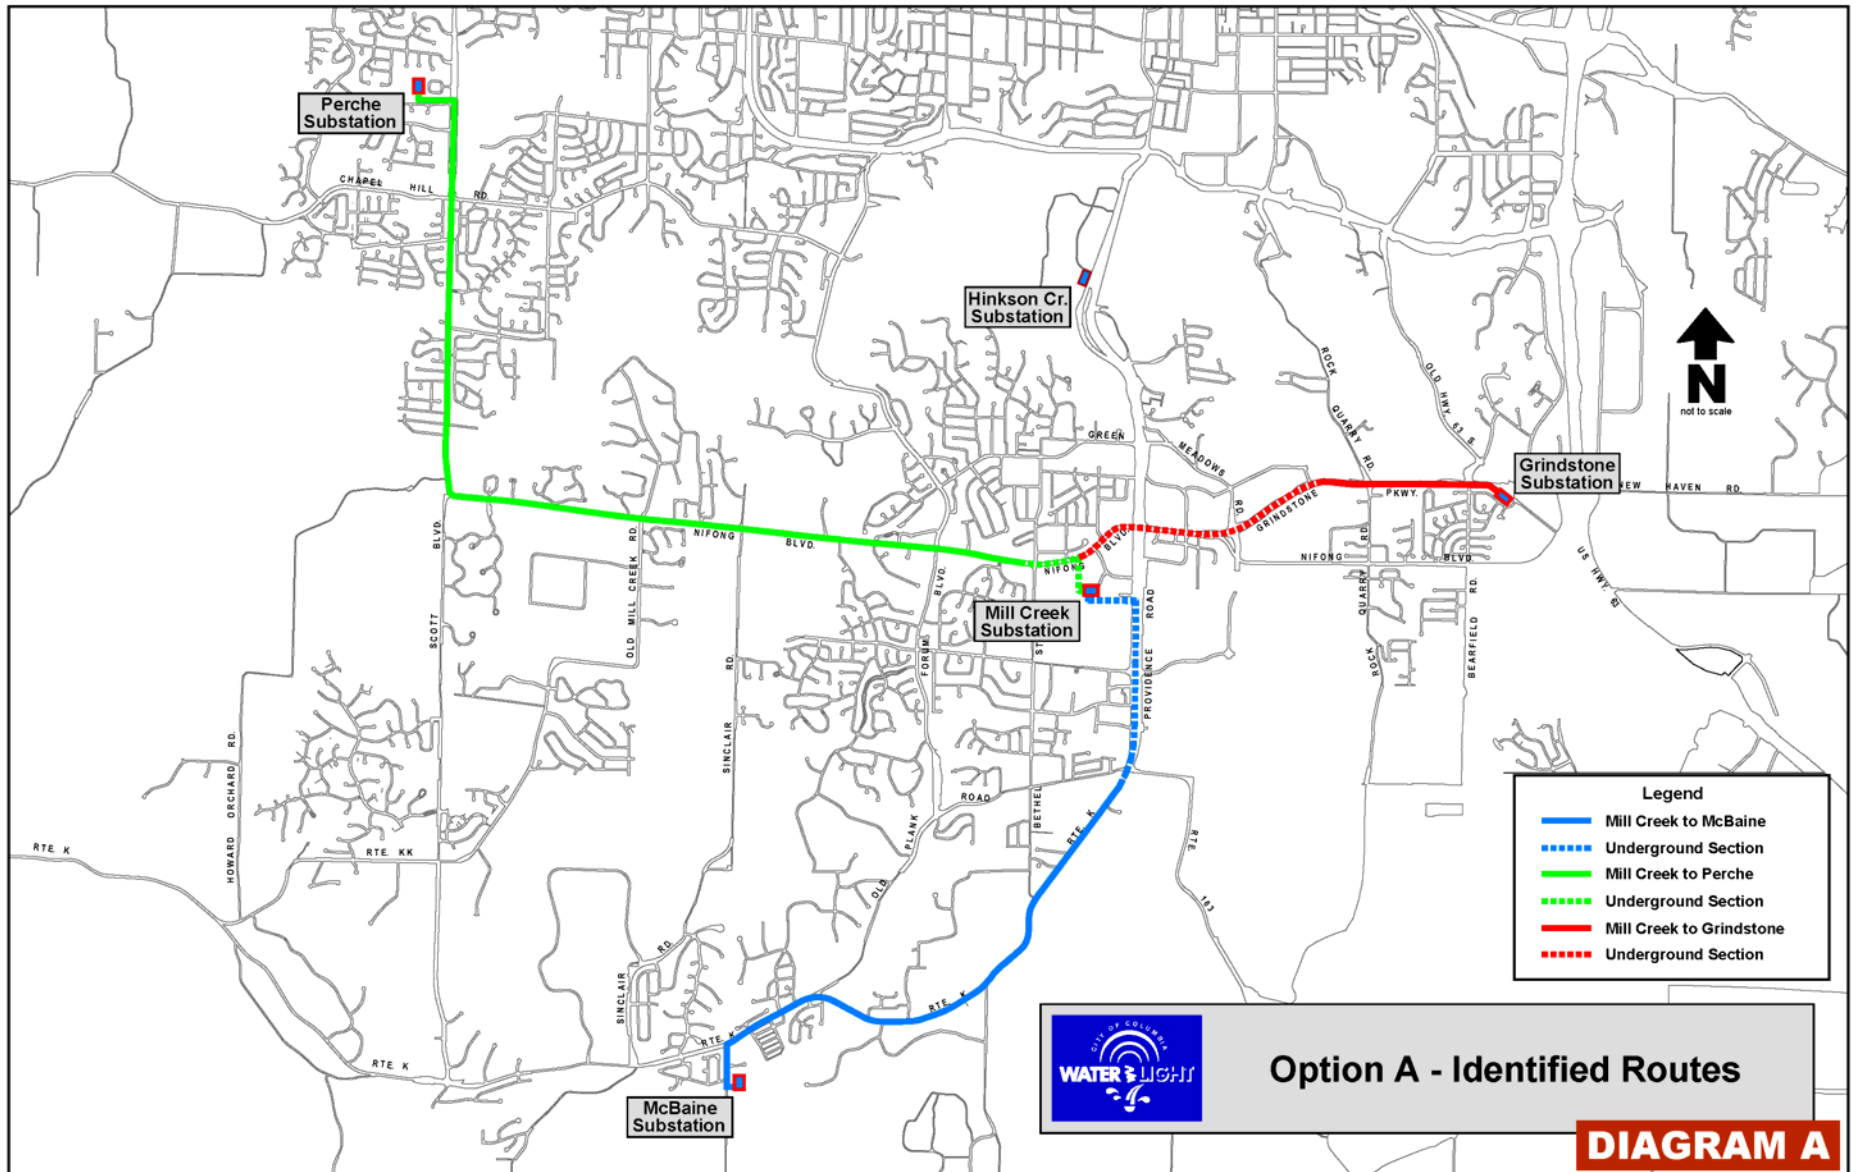 Perche
Substation
CHAPEL HILL RD.
Hinkson Cr.
Substation
N
not to scale
ROCK QUARRY RD.
OLD HWY. 63 S.
GREEN MEADOWS RD.
Grindstone
Substation
NEW HAVEN RD.
GRINDSTONE PKWY.
NIFONG BLVD.
NIFONG BLVD.
NIFONG BLVD.
SCOTT BLVD.
OLD MILL CREEK RD.
SINCLAIR RD.
FORUM BLVD.
Mill Creek
Substation
ST
PROVIDENCE ROAD
ROCK QUARRY RD.
BEARFIELD RD.
US HWY. 63
HOWARD ORCHARD RD.
RTE. K
RTE. KK
OLD PLANK ROAD
BETHEL
RTE. K
RTE. 163
SINCLAIR RD.
RTE. K
RTE. K
RTE. K
McBaine
Substation
Legend
Mill Creek to McBaine
Underground Section
Mill Creek to Perche
Underground Section
Mill Creek to Grindstone
Underground Section
CITY OF COLUMBIA
WATER & LIGHT
Option A - Identified Routes
DIAGRAM A